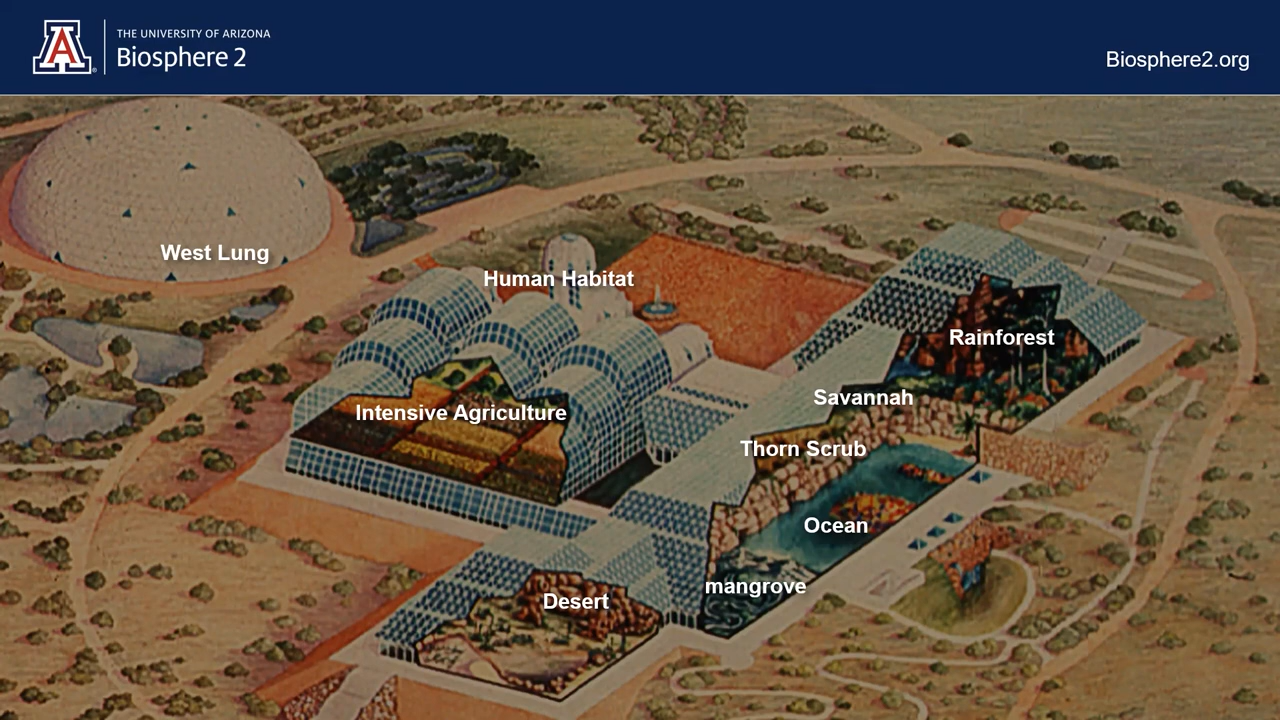 THE UNIVERSITY OF ARIZONA
Biosphere 2
Biosphere2.org
West Lung
Human Habitat
Rainforest
Savannah
Intensive Agriculture
Thorn Scrub
Ocean
mangrove
Desert